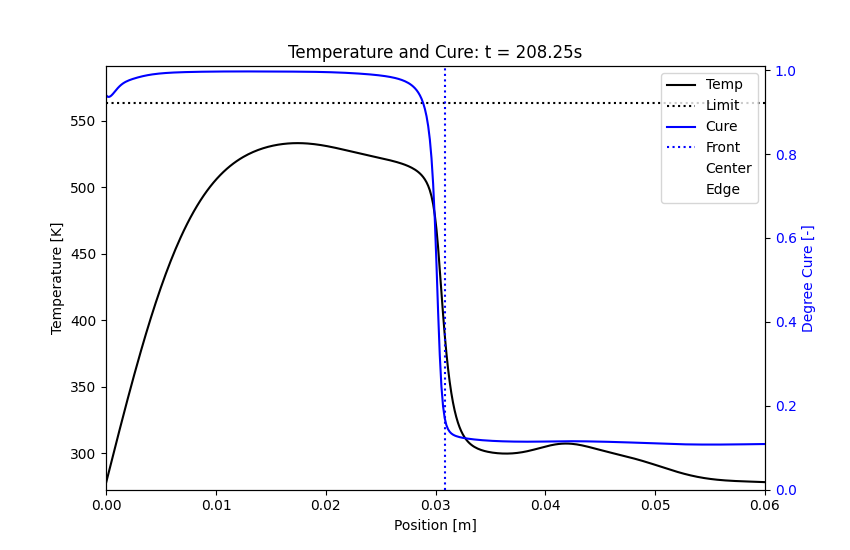 Temperature and Cure: t = 208.25s
Temp
Limit
Cure
Front
Center
Edge
550
500
450
400
350
300
Temperature [K]
1.0
0.8
0.6
0.4
0.2
0.0
Degree Cure [-]
0.00 0.01 0.02 0.03 0.04 0.05 0.06
Position [m]